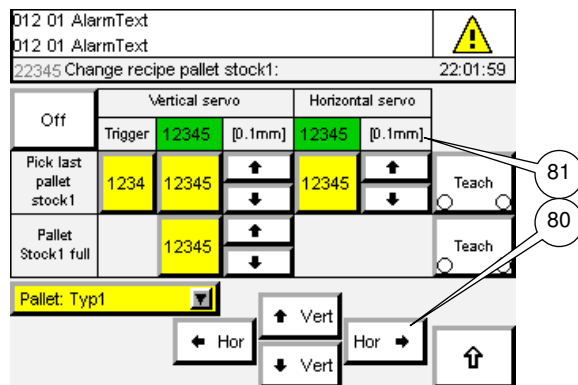 012 01 AlarmText
012 01 AlarmText
22345 Change recipe pallet stock1: 22:01:59
Off Vertical servo Horizontal servo
Trigger 12345 [0.1mm] 12345 [0.1mm]
81
Pick last pallet stock1 1234 12345 12345 Teach
80
Pallet Stock1 full 12345 Teach
Pallet: Typ1
Vert
Hor Hor
Vert